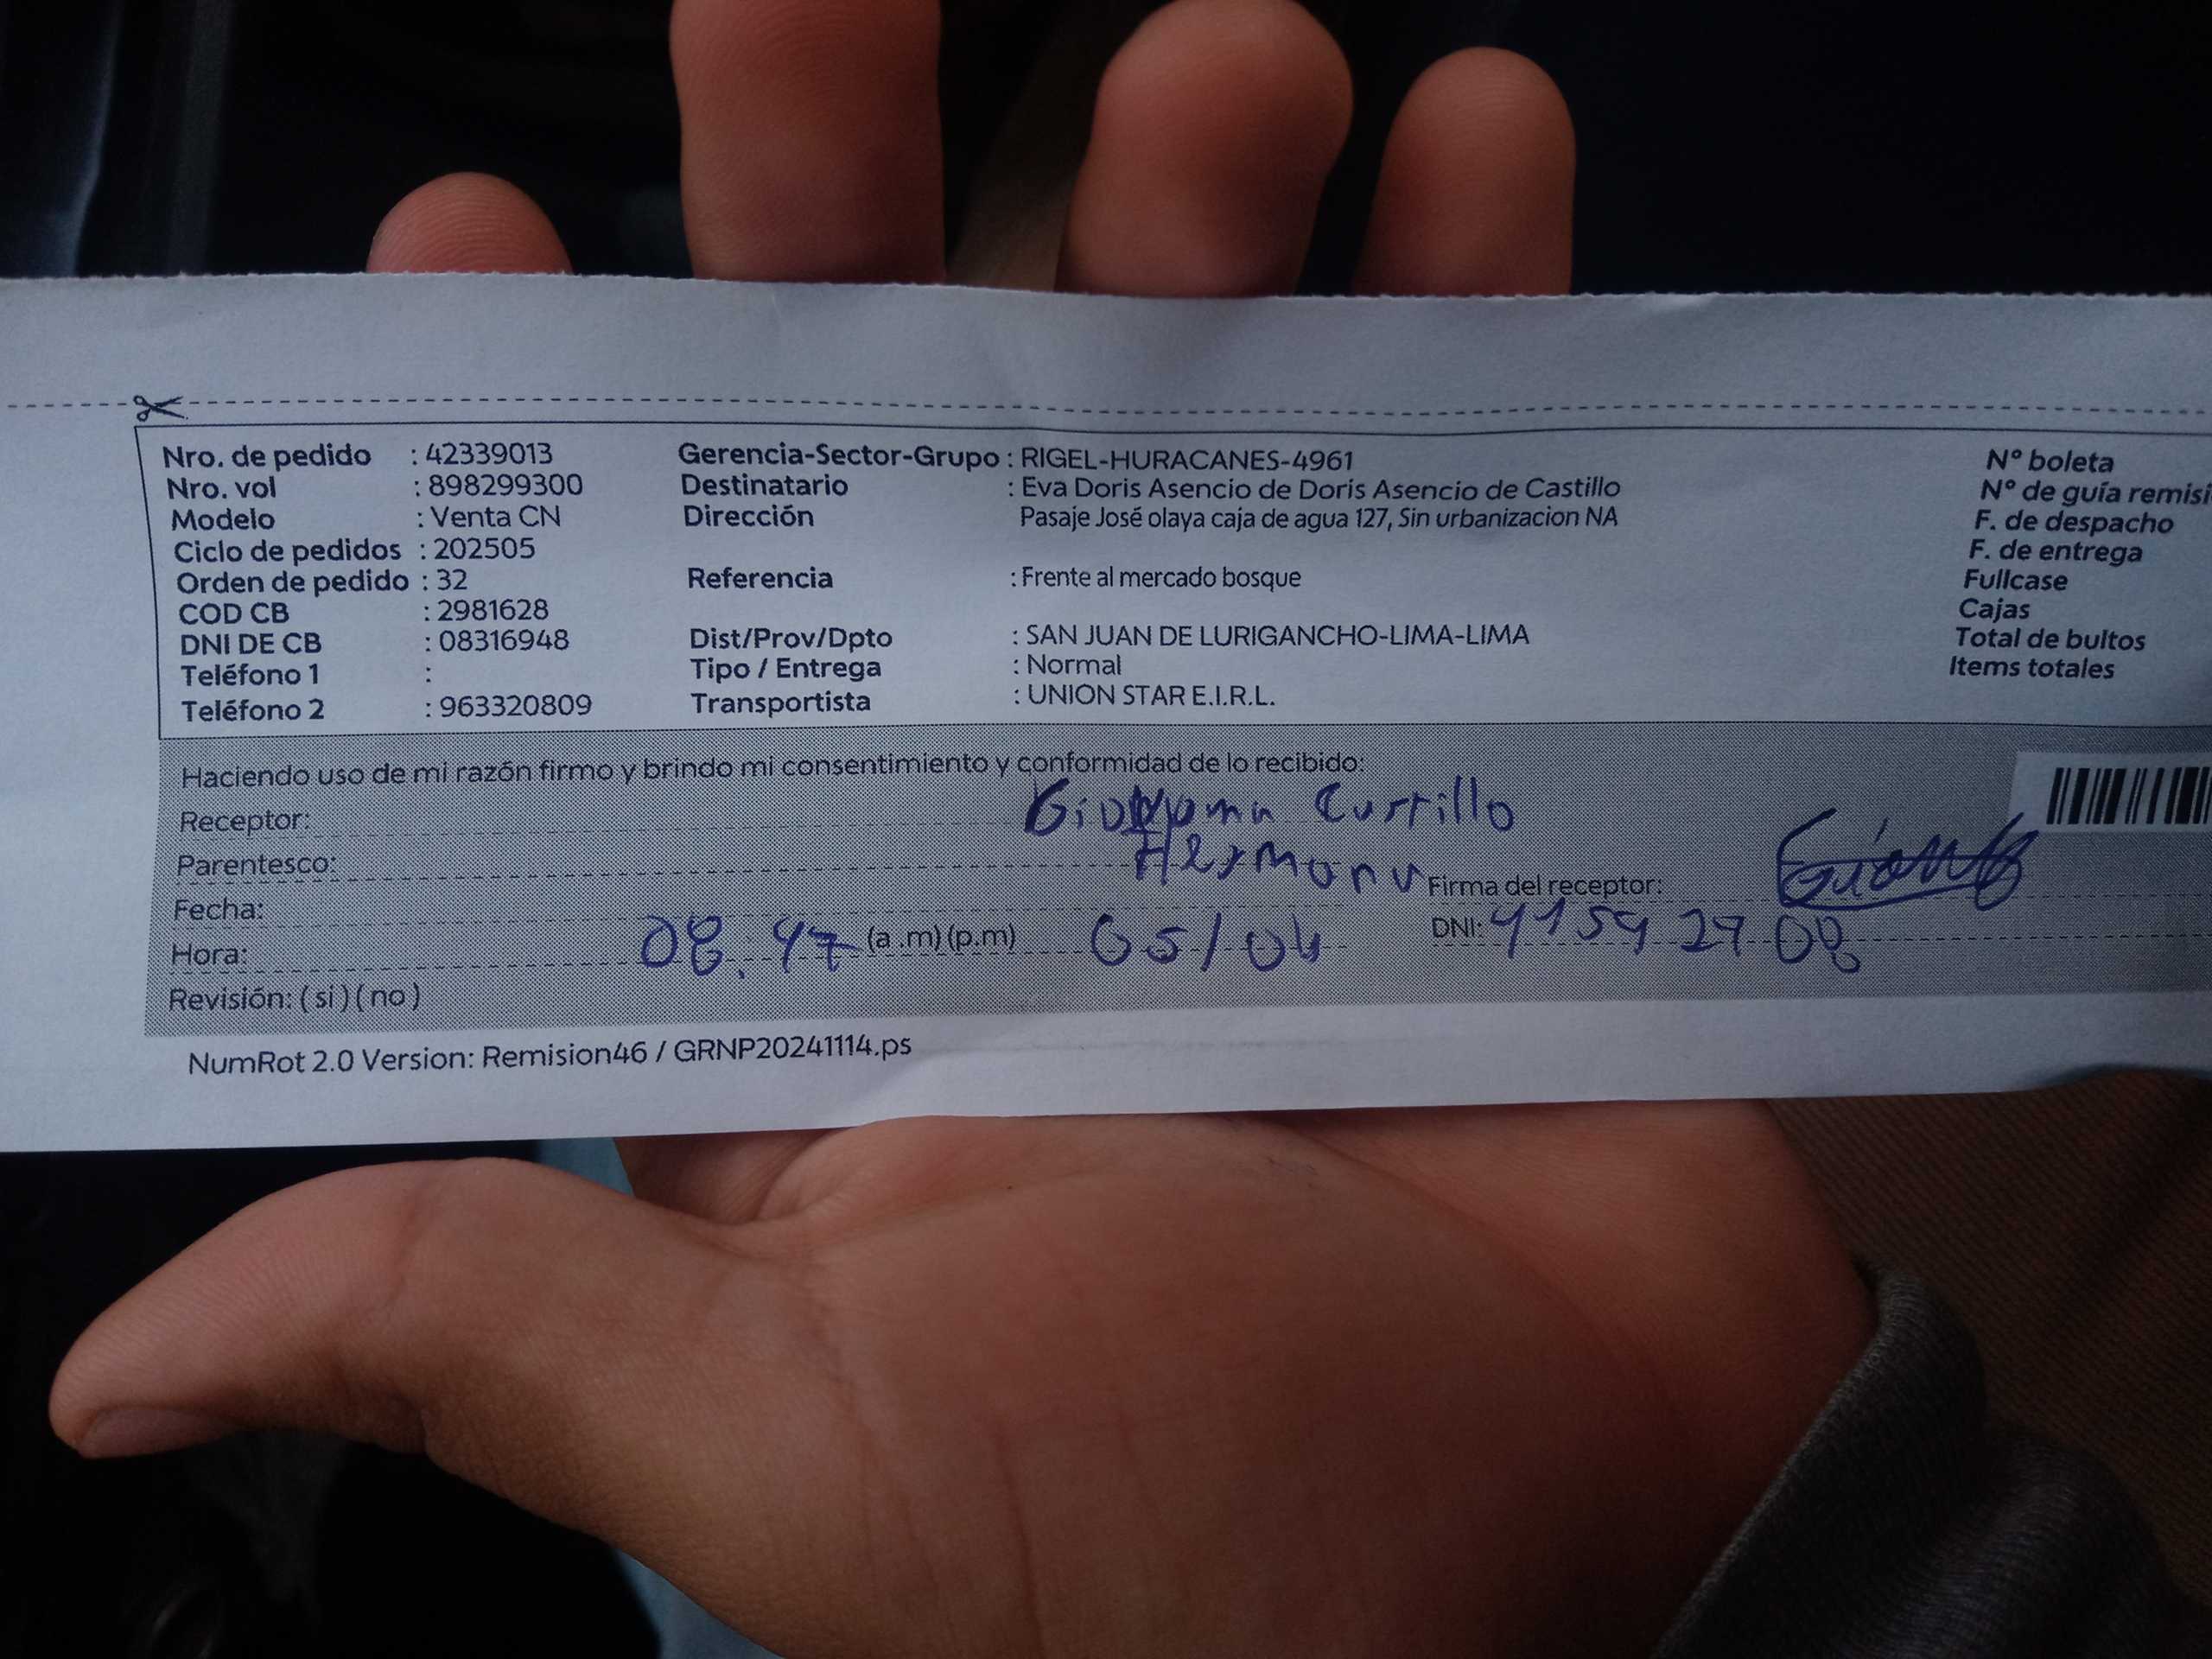 Nro. de pedido : 42339013 Gerencia-Sector-Grupo : RIGEL-HURACANES-4961 Nº boleta
Nro. vol : 898299300 Destinatario : Eva Doris Asencio de Doris Asencio de Castillo Nº de guía remisi
Modelo : Venta CN Dirección Pasaje José olaya caja de agua 127, Sin urbanizacion NA F. de despacho
Ciclo de pedidos : 202505 F. de entrega
Orden de pedido : 32 Referencia : Frente al mercado bosque Fullcase
COD CB : 2981628 Cajas
DNI DE CB : 08316948 Dist/Prov/Dpto : SAN JUAN DE LURIGANCHO-LIMA-LIMA Total de bultos
Teléfono 1 : Tipo / Entrega : Normal Items totales
Teléfono 2 : 963320809 Transportista : UNION STAR E.I.R.L.
Haciendo uso de mi razón firmo y brindo mi consentimiento y conformidad de lo recibido:
Receptor: Castillo
Parentesco: Hermana Firma del receptor:
Fecha:
Hora: 08:47 (a .m) (p.m) 05/04 DNI:
Revisión: ( si ) ( no )
NumRot 2.0 Version: Remision46 / GRNP20241114.ps